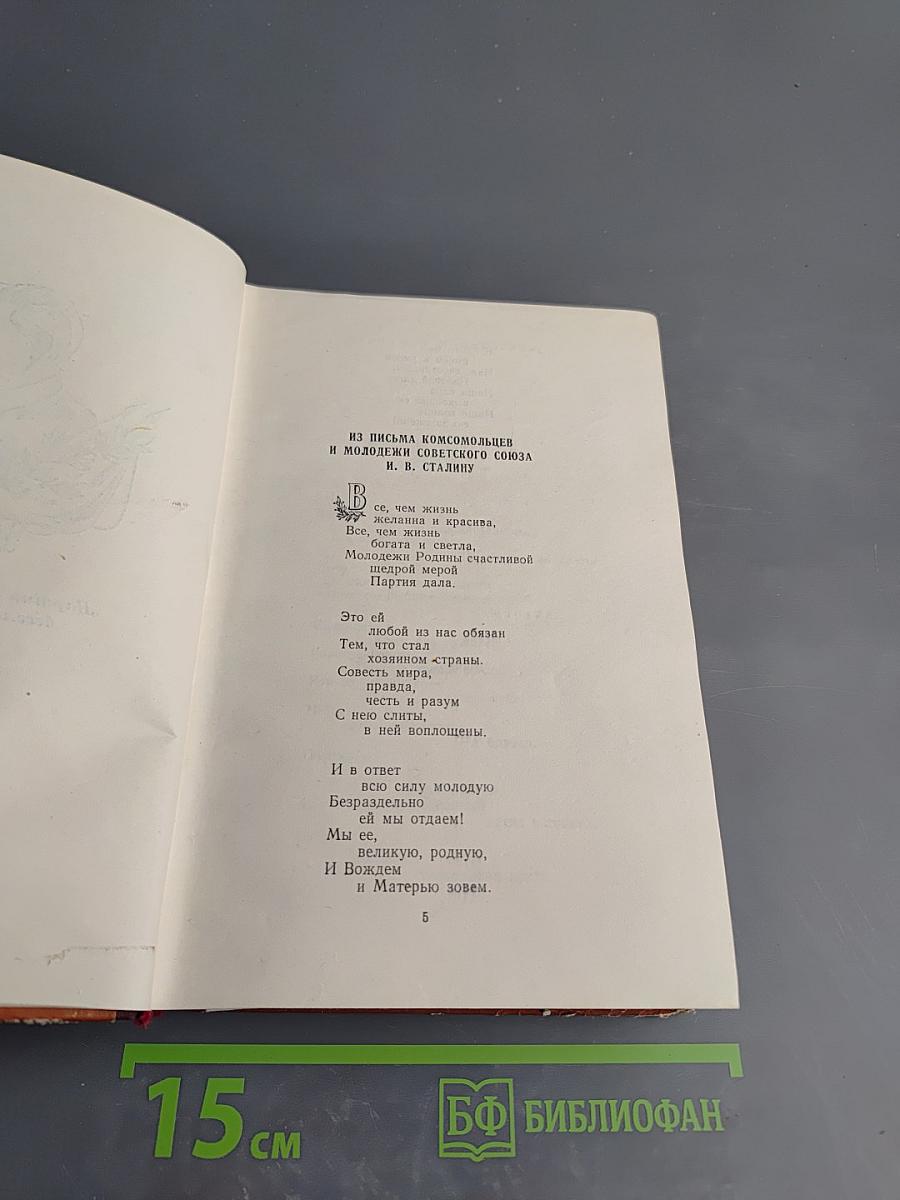 ИЗ ПИСЬМА КОМСОМОЛЬЦЕВ
И МОЛОДЕЖИ СОВЕТСКОГО СОЮЗА
И. В. СТАЛИНУ
Все, чем жизнь
желанна и красива,
Все, чем жизнь
богата и светла,
Молодежи Родины счастливой
щедрой мерой
Партия дала.
Это ей
любой из нас обязан
Тем, что стал
хозяином страны.
Совесть мира,
правда,
честь и разум
С нею слиты,
в ней воплощены.
И в ответ
всю силу молодую
Безраздельно
ей мы отдаем!
Мы ее,
великую, родную,
И Вождем
и Матерью зовем.
5
15 см
БФ БИБЛИОФАН